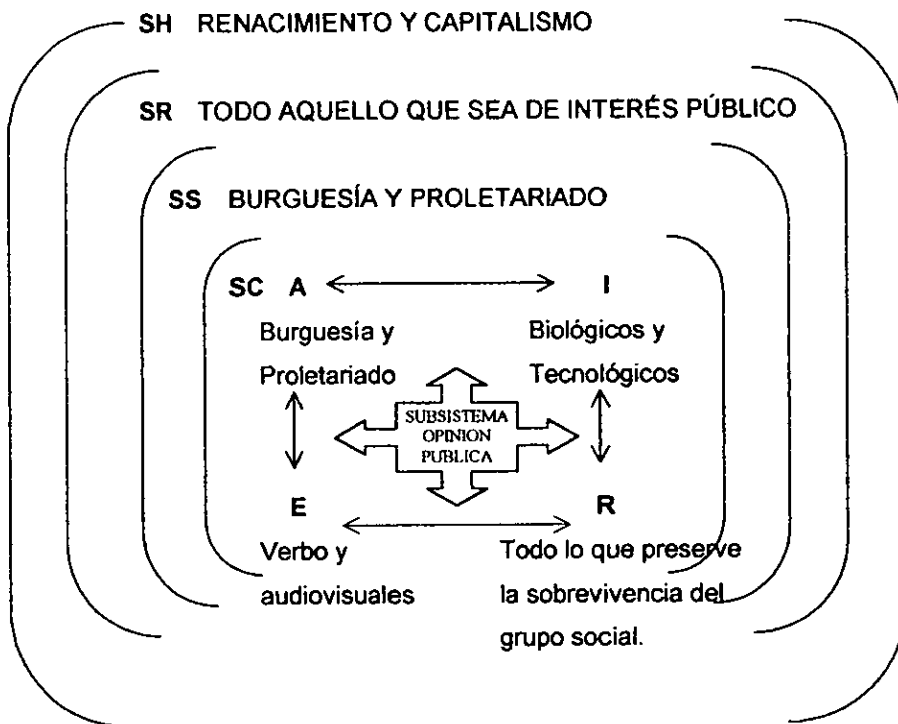 SH RENACIMIENTO Y CAPITALISMO
SR TODO AQUELLO QUE SEA DE INTERÉS PÚBLICO
SS BURGUESÍA Y PROLETARIADO
SC A I
Burguesía y Biológicos y
Proletariado Tecnológicos
SUBSISTEMA
OPINION
PUBLICA
E R
Verbo y Todo lo que preserve
audiovisuales la sobrevivencia del
grupo social.